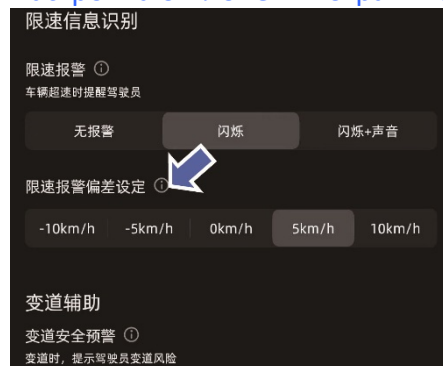 限速信息识别
限速报警
车辆超速时提醒驾驶员
无报警 闪烁 闪烁+声音
限速报警偏差设定
-10km/h -5km/h 0km/h 5km/h 10km/h
变道辅助
变道安全预警
变道时，提示驾驶员变道风险